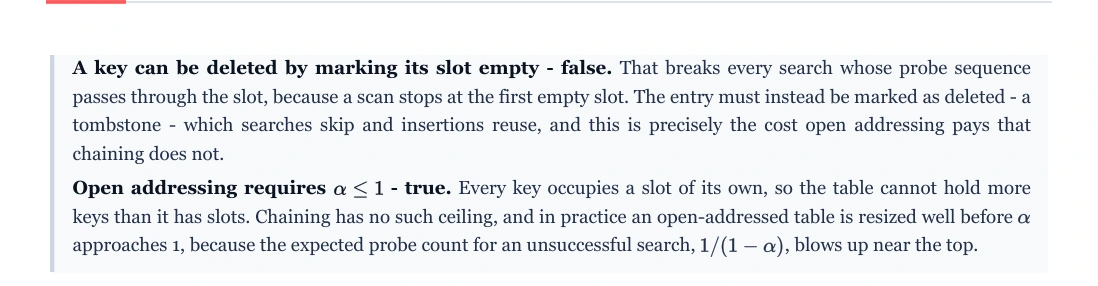 A key can be deleted by marking its slot empty - false. That breaks every search whose probe sequence
passes through the slot, because a scan stops at the first empty slot. The entry must instead be marked as deleted - a
tombstone - which searches skip and insertions reuse, and this is precisely the cost open addressing pays that
chaining does not.
Open addressing requires α ≤ 1 - true. Every key occupies a slot of its own, so the table cannot hold more
keys than it has slots. Chaining has no such ceiling, and in practice an open-addressed table is resized well before α
approaches 1, because the expected probe count for an unsuccessful search, 1/(1 − α), blows up near the top.